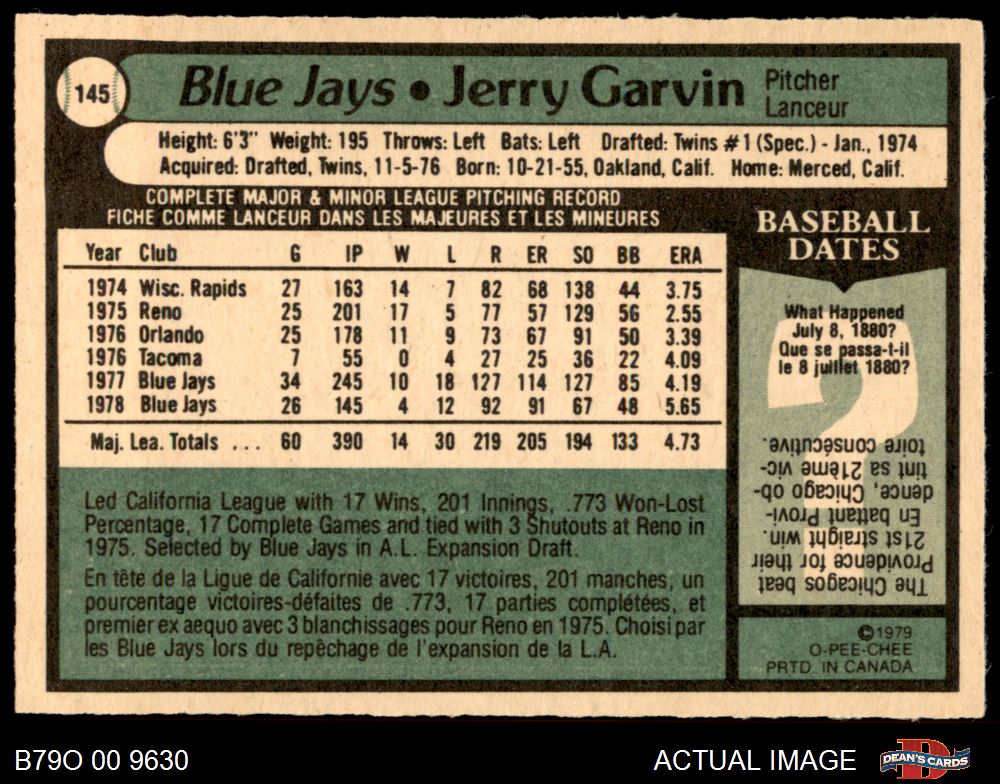 145
Blue Jays • Jerry Garvin
Pitcher
Lanceur
Height: 6'3" Weight: 195 Throws: Left Bats: Left Drafted: Twins #1 (Spec.) - Jan., 1974
Acquired: Drafted, Twins, 11-5-76 Born: 10-21-55, Oakland, Calif. Home: Merced, Calif.
COMPLETE MAJOR & MINOR LEAGUE PITCHING RECORD
FICHE COMME LANCEUR DANS LES MAJEURES ET LES MINEURES
Year Club G IP W L R ER SO BB ERA
1974 Wisc. Rapids 27 163 14 7 82 68 138 44 3.75
1975 Reno 25 201 17 5 77 57 129 56 2.55
1976 Orlando 25 178 11 9 73 67 91 50 3.39
1976 Tacoma 7 55 0 4 27 25 36 22 4.09
1977 Blue Jays 34 245 10 18 127 114 127 85 4.19
1978 Blue Jays 26 145 4 12 92 91 67 48 5.65
Maj. Lea. Totals ... 60 390 14 30 219 205 194 133 4.73
Led California League with 17 Wins, 201 Innings, .773 Won-Lost
Percentage, 17 Complete Games and tied with 3 Shutouts at Reno in
1975. Selected by Blue Jays in A.L. Expansion Draft.
En tête de la Ligue de Californie avec 17 victoires, 201 manches, un
pourcentage victoires-défaites de .773, 17 parties complétées, et
premier ex aequo avec 3 blanchissages pour Reno en 1975. Choisi par
les Blue Jays lors du repêchage de l'expansion de la L.A.
BASEBALL
DATES
What Happened
July 8, 1880?
Que se passa-t-il
le 8 juillet 1880?
The Chicagos beat
Providence for their
21st straight win.
En battant Provi-
dence, Chicago ob-
tint sa 21ème vic-
toire consécutive.
©1979
O-PEE-CHEE
PRTD. IN CANADA
B79O 00 9630
ACTUAL IMAGE
DEAN'S CARDS